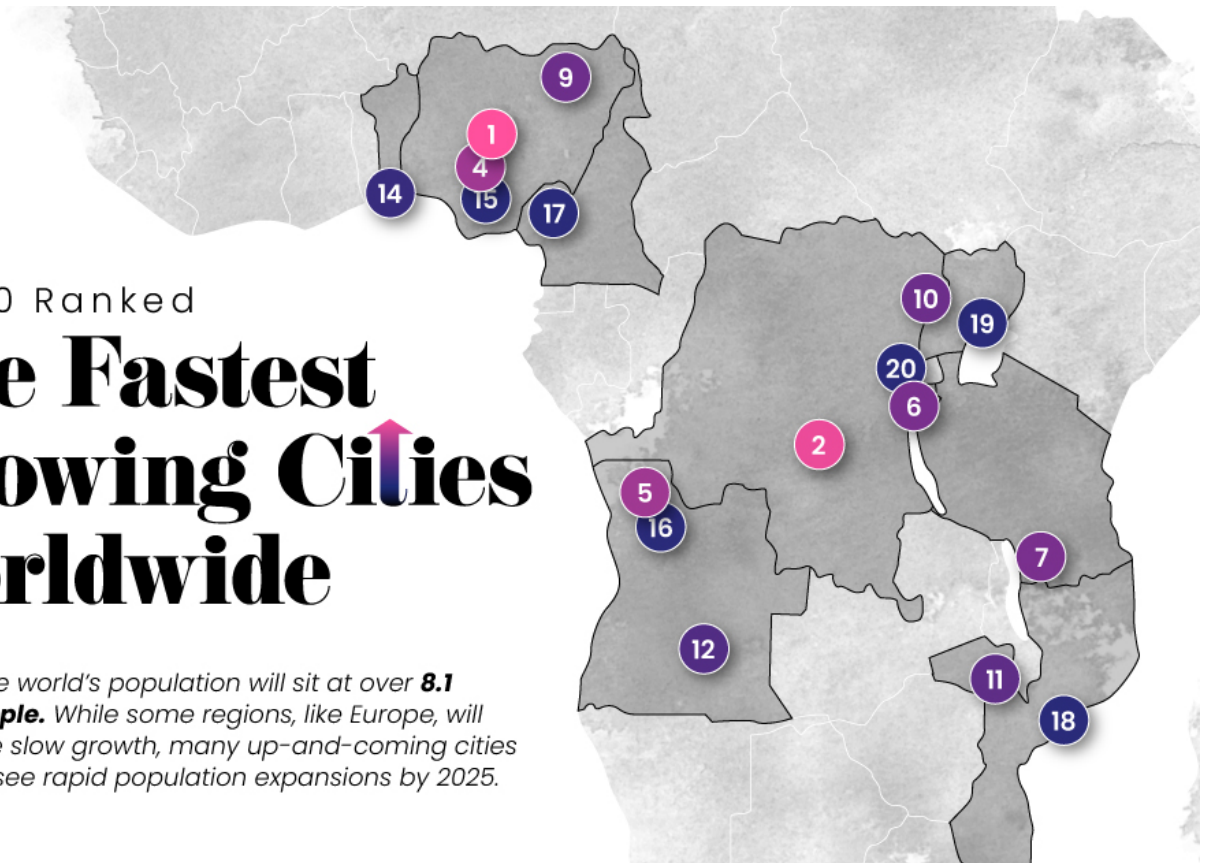 9
1
4
14
15
17
10
19
20
6
2
5
16
7
12
11
18
0 Ranked
e Fastest
owing Cities
orldwide
e world's population will sit at over 8.1
ple. While some regions, like Europe, will
e slow growth, many up-and-coming cities
see rapid population expansions by 2025.